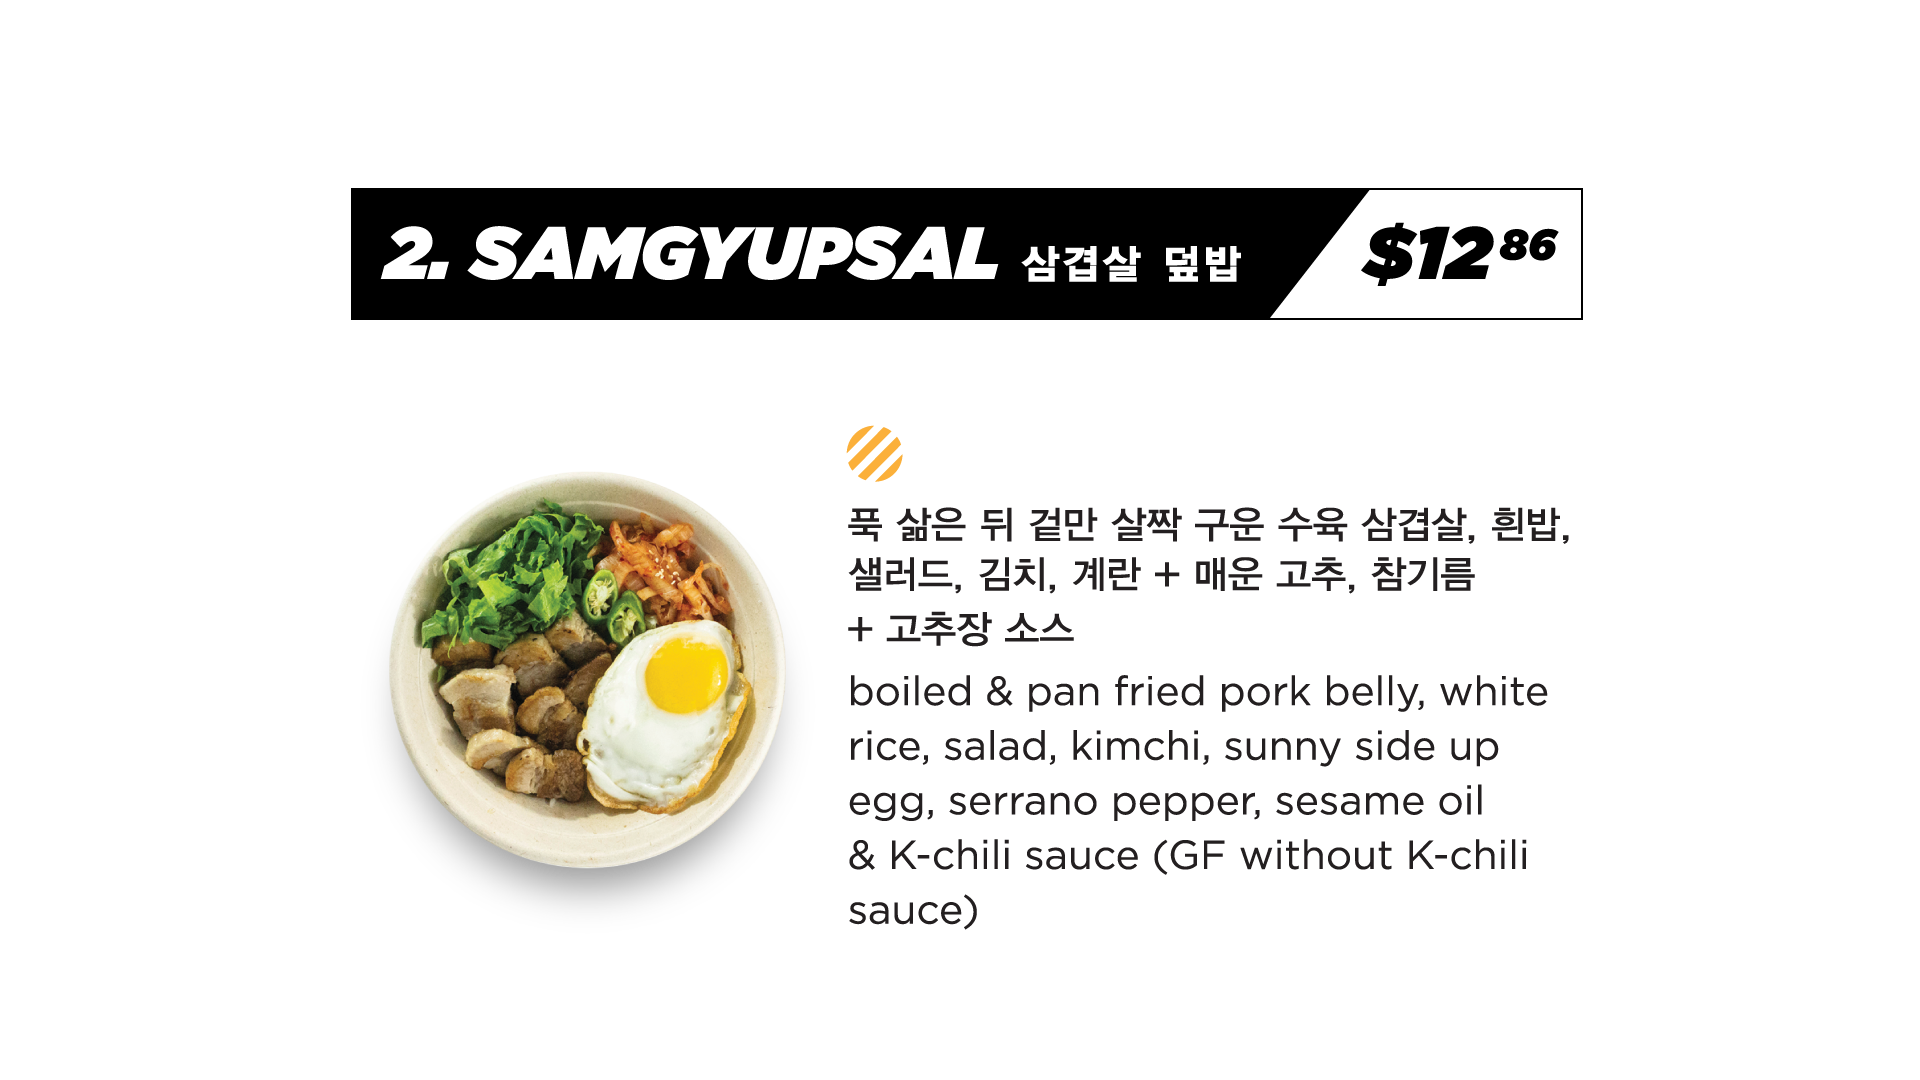 2. SAMGYUPSAL 삼겹살 덮밥 $12 86
푹 삶은 뒤 겉만 살짝 구운 수육 삼겹살, 흰밥,
샐러드, 김치, 계란 + 매운 고추, 참기름
+ 고추장 소스
boiled & pan fried pork belly, white
rice, salad, kimchi, sunny side up
egg, serrano pepper, sesame oil
& K-chili sauce (GF without K-chili
sauce)